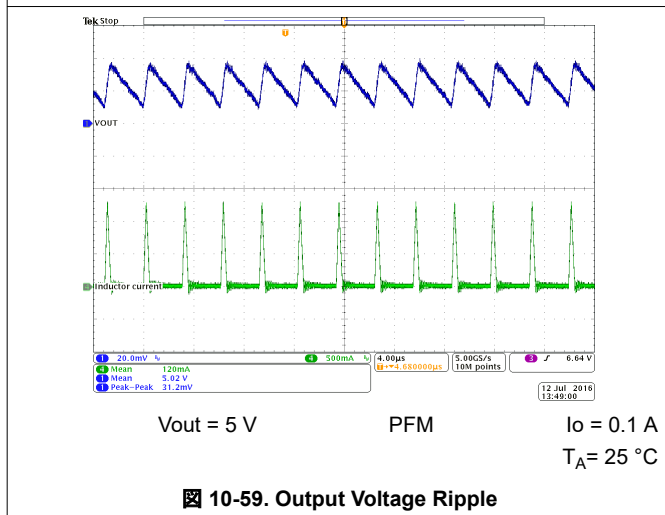 Tek Stop
T
VOUT
Inductor current
1 20.0mV 4 500mA 4.00µs 5.00GS/s 3 6.64 V
T→▼4.680000µs 10M points
4 Mean 120mA
1 Mean 5.02 V
1 Peak-Peak 31.2mV
12 Jul 2016
13:49:00
Vout = 5 V PFM Io = 0.1 A
TA= 25 °C
図 10-59. Output Voltage Ripple